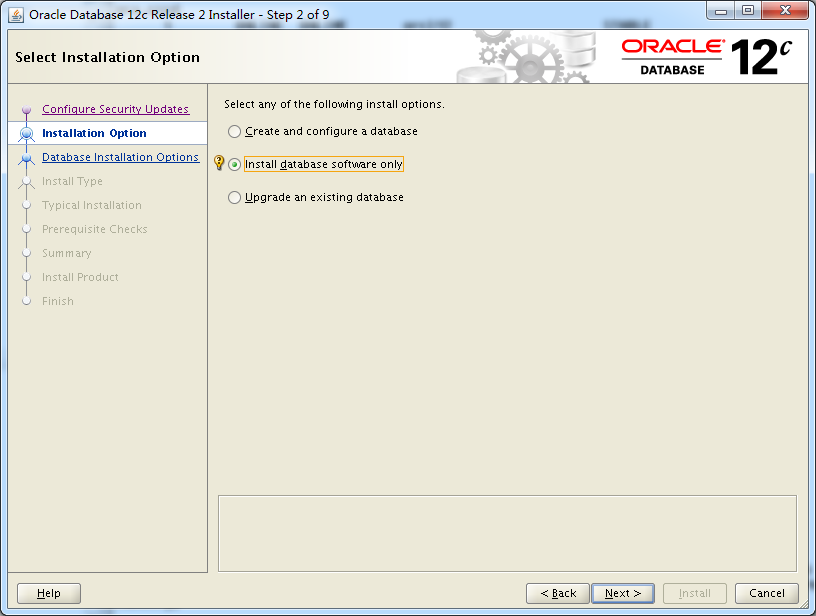 Oracle Database 12c Release 2 Installer - Step 2 of 9
Select Installation Option
ORACLE
DATABASE
12c
Configure Security Updates
Installation Option
Database Installation Options
Install Type
Typical Installation
Prerequisite Checks
Summary
Install Product
Finish
Select any of the following install options.
Create and configure a database
Install database software only
Upgrade an existing database
Help
< Back
Next >
Install
Cancel